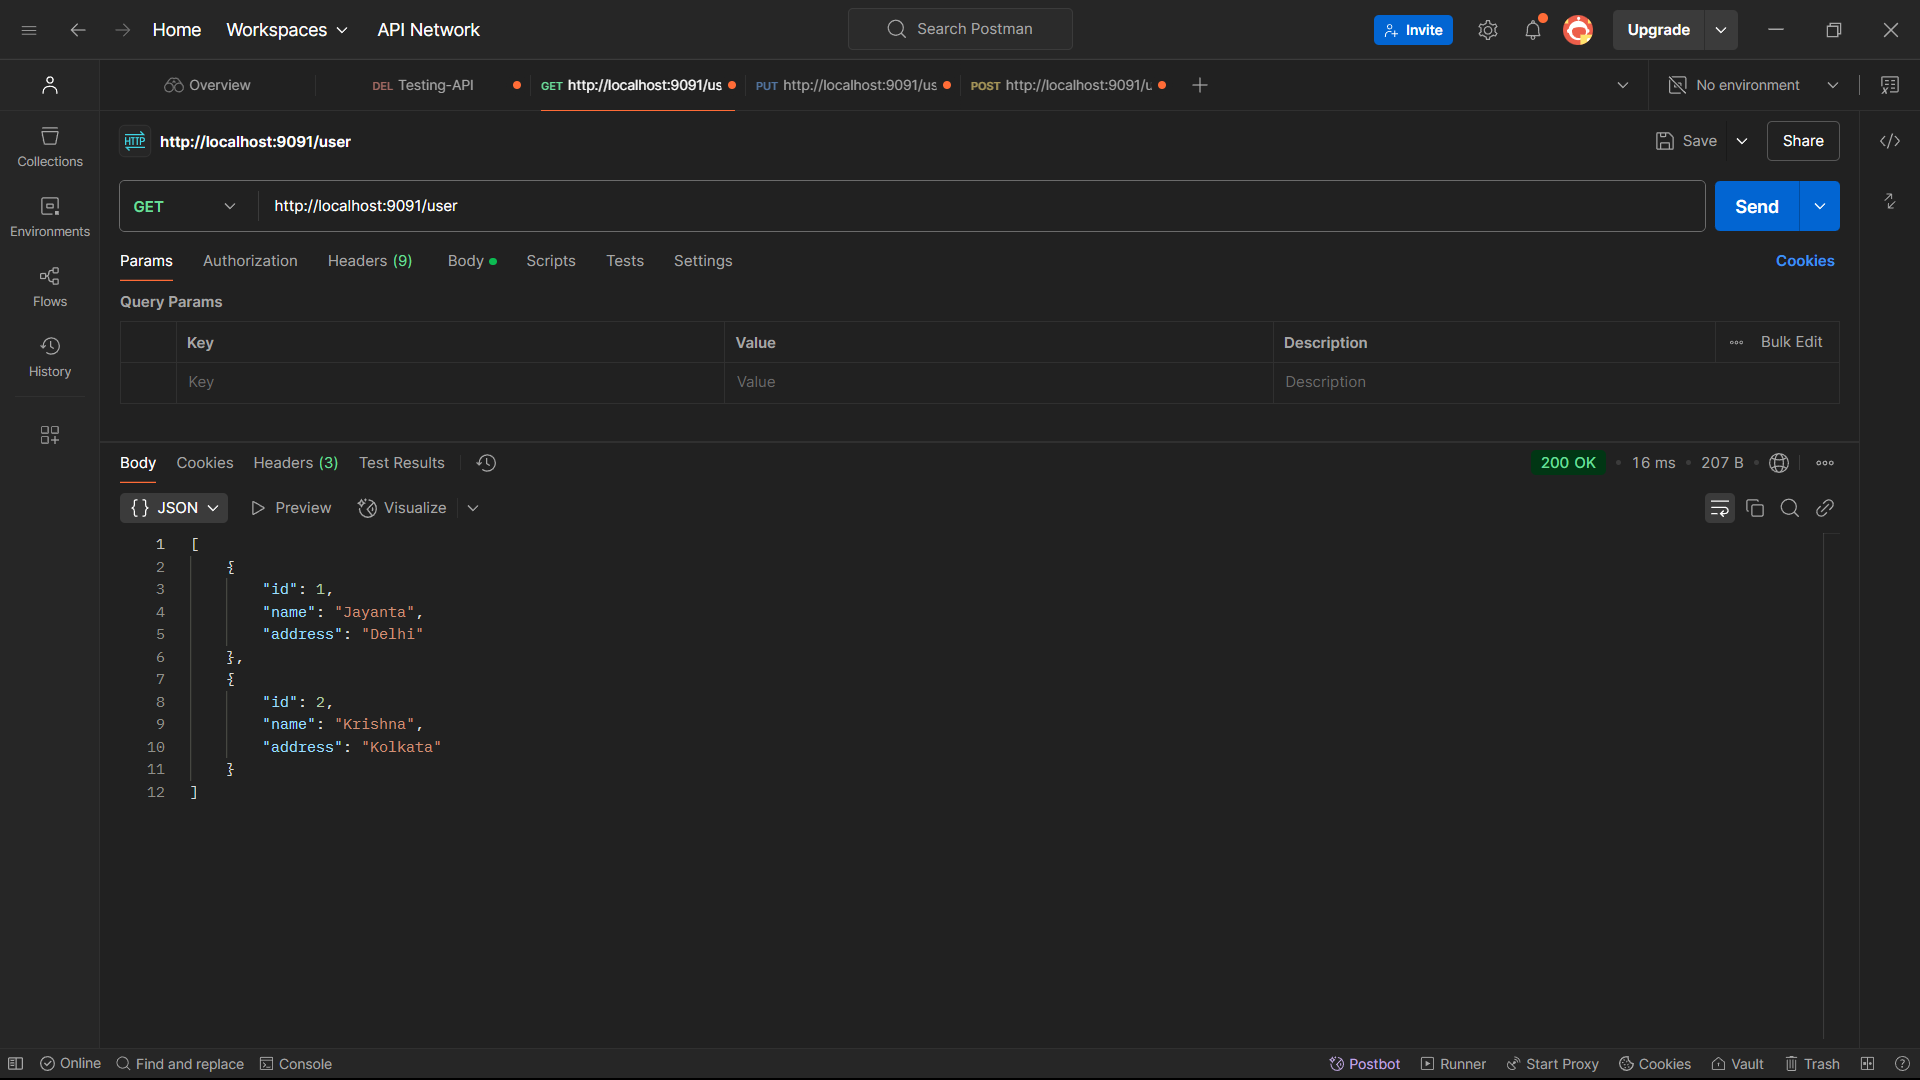 Home Workspaces API Network Search Postman Invite Upgrade
Overview DEL Testing-API GET http://localhost:9091/us PUT http://localhost:9091/us POST http://localhost:9091/u No environment
HTTP http://localhost:9091/user Save Share
Collections
GET http://localhost:9091/user Send
Environments
Params Authorization Headers (9) Body Scripts Tests Settings Cookies
Flows
Query Params
Key Value Description Bulk Edit
History
Key Value Description
Body Cookies Headers (3) Test Results 200 OK 16 ms 207 B
{} JSON Preview Visualize
1 [
2 {
3 "id": 1,
4 "name": "Jayanta",
5 "address": "Delhi"
6 },
7 {
8 "id": 2,
9 "name": "Krishna",
10 "address": "Kolkata"
11 }
12 ]
Online Find and replace Console Postbot Runner Start Proxy Cookies Vault Trash